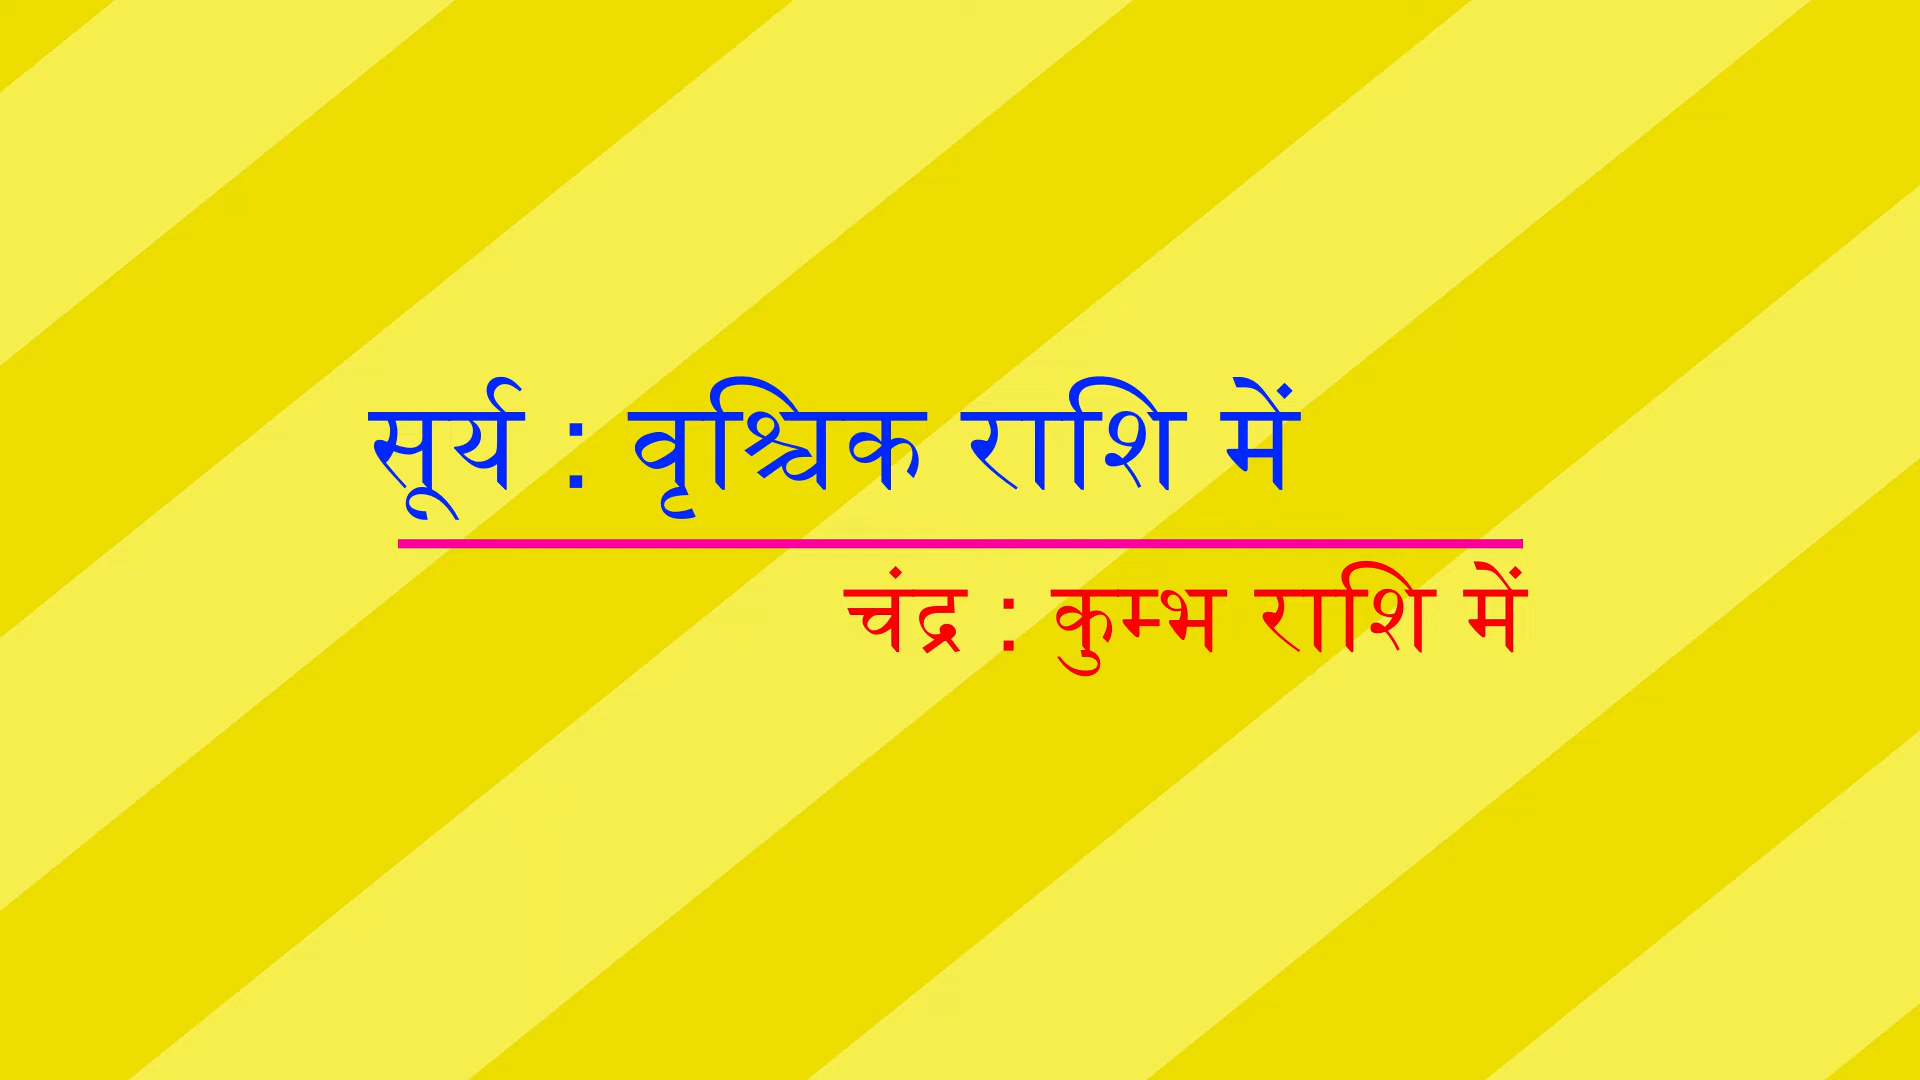 सूर्य : वृश्चिक राशि में
चंद्र : कुम्भ राशि में